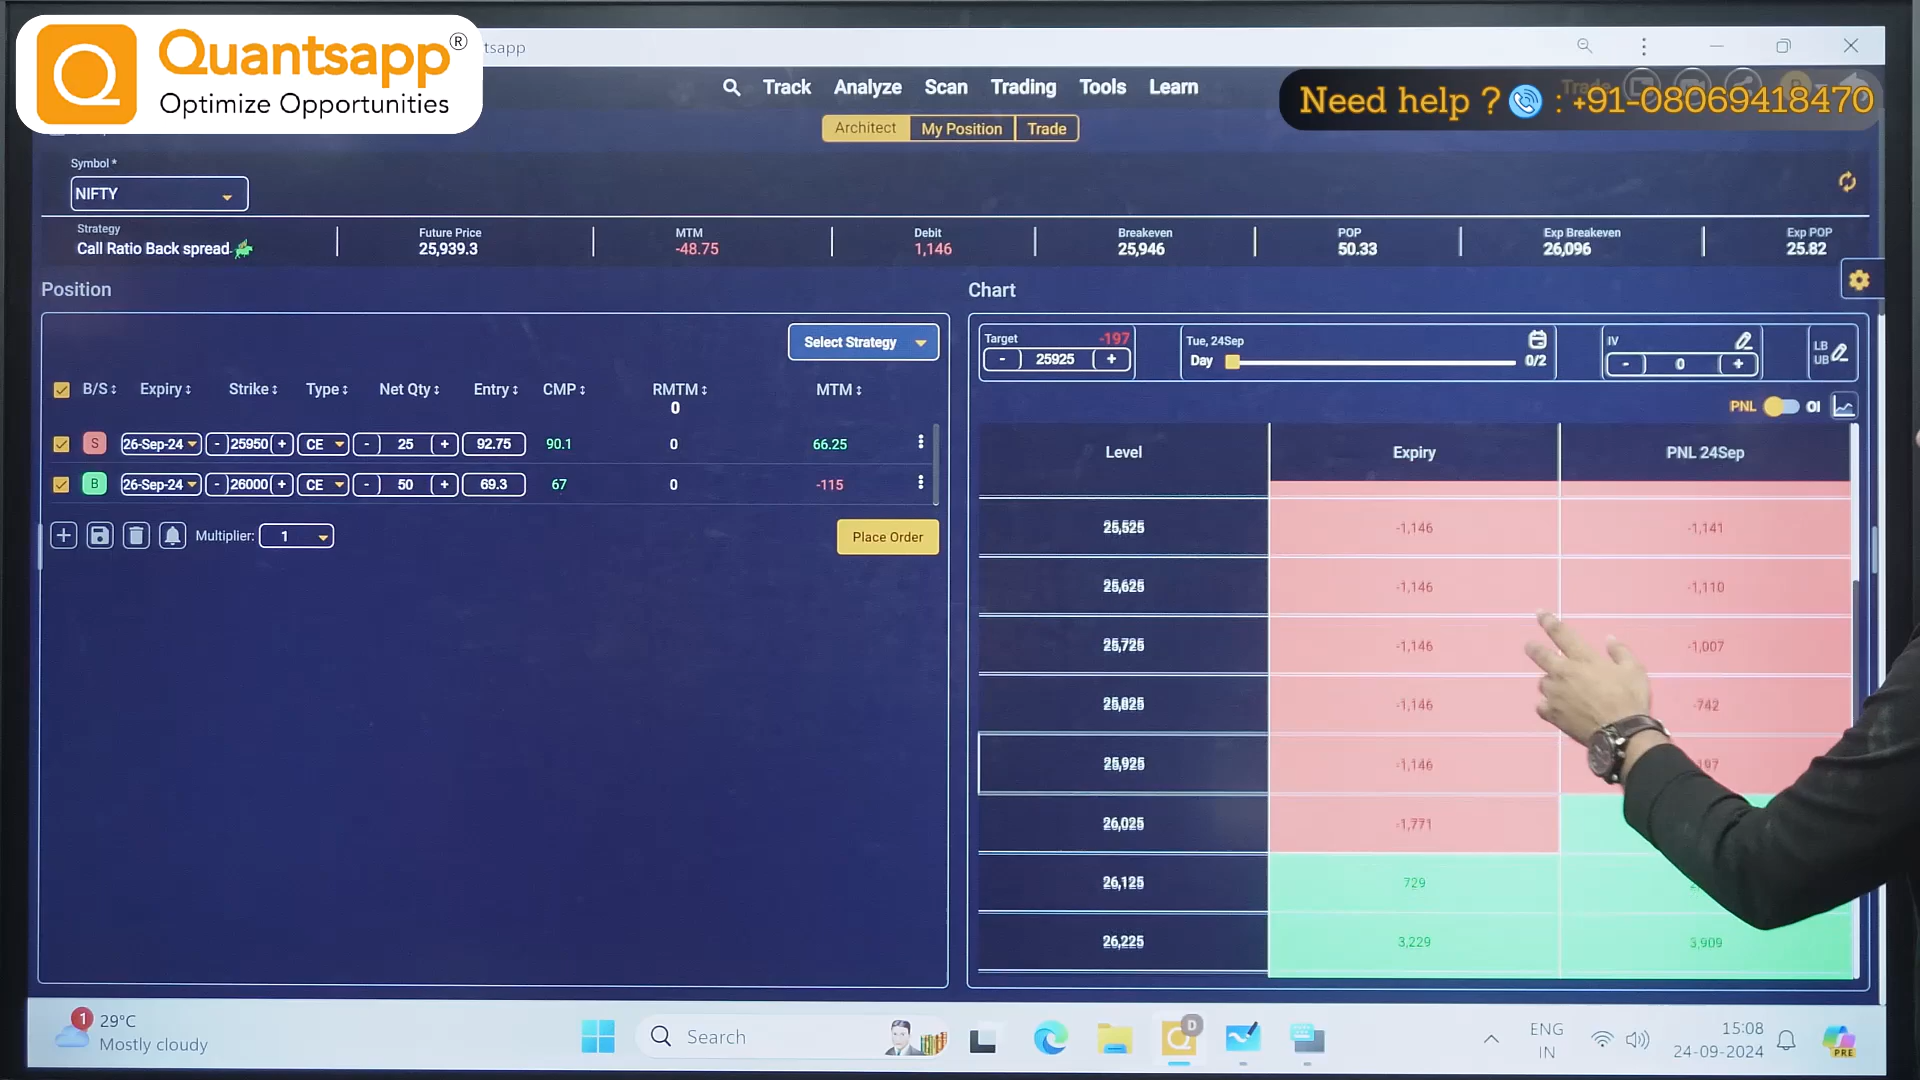 Quantsapp®
Optimize Opportunities
tsapp
Track Analyze Scan Trading Tools Learn
Need help ? : +91-08069418470
Architect My Position Trade
Symbol *
NIFTY
Strategy
Call Ratio Back spread
Future Price
25,939.3
MTM
-48.75
Debit
1,146
Breakeven
25,946
POP
50.33
Exp Breakeven
26,096
Exp POP
25.82
Position
Select Strategy
B/S Expiry Strike Type Net Qty Entry CMP RMTM MTM
0
S 26-Sep-24 - 25950 + CE - 25 + 92.75 90.1 0 66.25
B 26-Sep-24 - 26000 + CE - 50 + 69.3 67 0 -115
Multiplier: 1
Place Order
Chart
Target -197
- 25925 +
Tue, 24Sep
Day 0/2
IV
- 0 +
LB
UB
PNL OI
Level Expiry PNL 24Sep
25,525 -1,146 -1,141
25,625 -1,146 -1,110
25,725 -1,146 -1,007
25,825 -1,146 -742
25,925 -1,146 197
26,025 -1,771
26,125 729
26,225 3,229 3,909
1
29°C
Mostly cloudy
Search
D
ENG
IN
15:08
24-09-2024
PRE